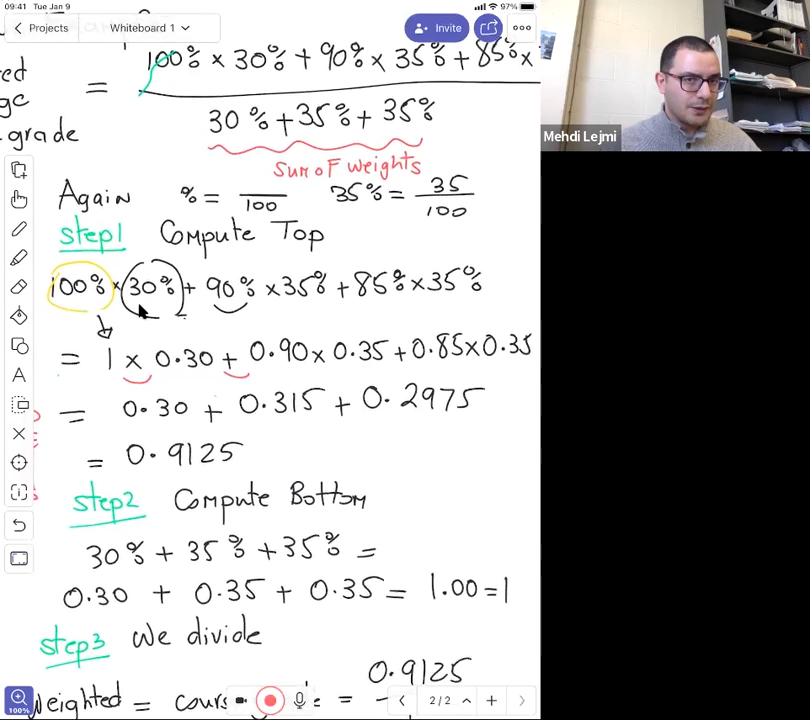 09:41 Tue Jan 9
97%
Projects
Whiteboard 1
Invite
100% × 30% + 90% × 35% + 85% ×
=
grade
30% + 35% + 35%
Sum of weights
Again % = /100 35% = 35/100
step1 Compute Top
100% × 30% + 90% × 35% + 85% × 35%
= 1 × 0.30 + 0.90 × 0.35 + 0.85 × 0.35
= 0.30 + 0.315 + 0.2975
= 0.9125
step2 Compute Bottom
30% + 35% + 35% =
0.30 + 0.35 + 0.35 = 1.00 = 1
step3 We divide
0.9125
weighted = cours =
2/2
100%
Mehdi Lejmi